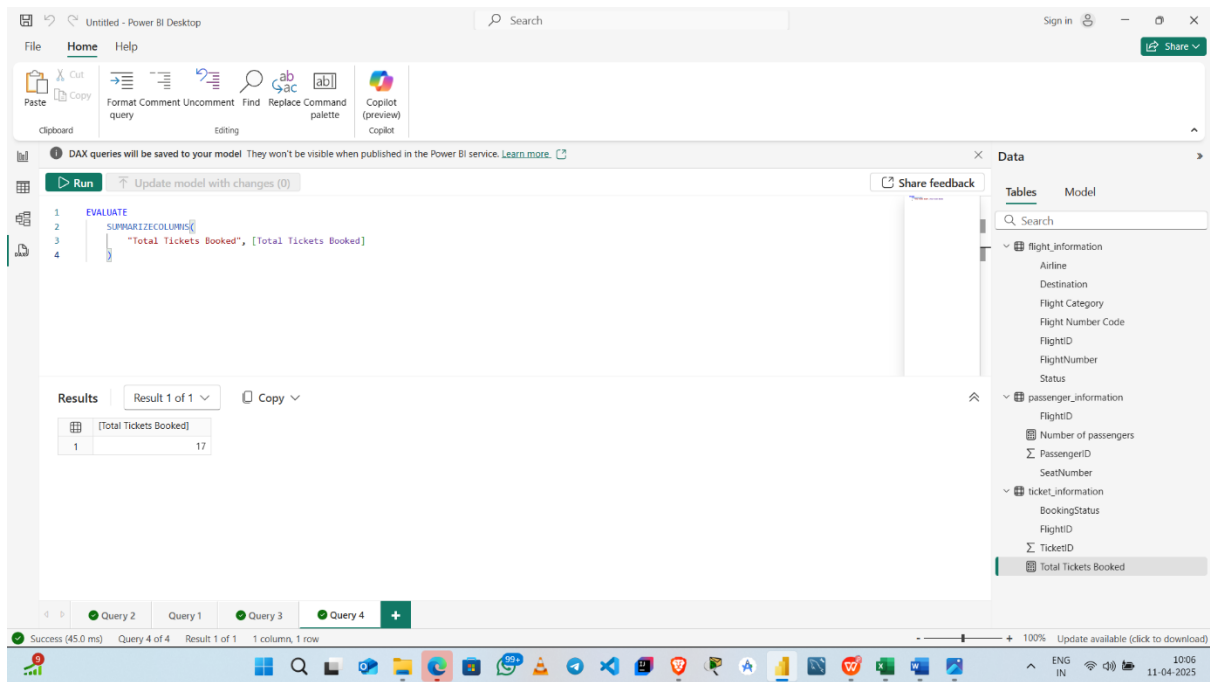 Untitled - Power BI Desktop
Search
Sign in
File Home Help
Share
Paste
Cut
Copy
Format query
Comment
Uncomment
Find
Replace
Command palette
Copilot (preview)
Clipboard
Editing
Copilot
DAX queries will be saved to your model They won't be visible when published in the Power BI service. Learn more
Run
Update model with changes (0)
Share feedback
1 EVALUATE
2 SUMMARIZECOLUMNS(
3 "Total Tickets Booked", [Total Tickets Booked]
4 )
Results
Result 1 of 1
Copy
[Total Tickets Booked]
1 17
Data
Tables Model
Search
flight_information
Airline
Destination
Flight Category
Flight Number Code
FlightID
FlightNumber
Status
passenger_information
FlightID
Number of passengers
PassengerID
SeatNumber
ticket_information
BookingStatus
FlightID
TicketID
Total Tickets Booked
Query 2 Query 1 Query 3 Query 4 +
Success (45.0 ms) Query 4 of 4 Result 1 of 1 1 column, 1 row
- + 100% Update available (click to download)
9
99+
ENG
IN
10:06
11-04-2025